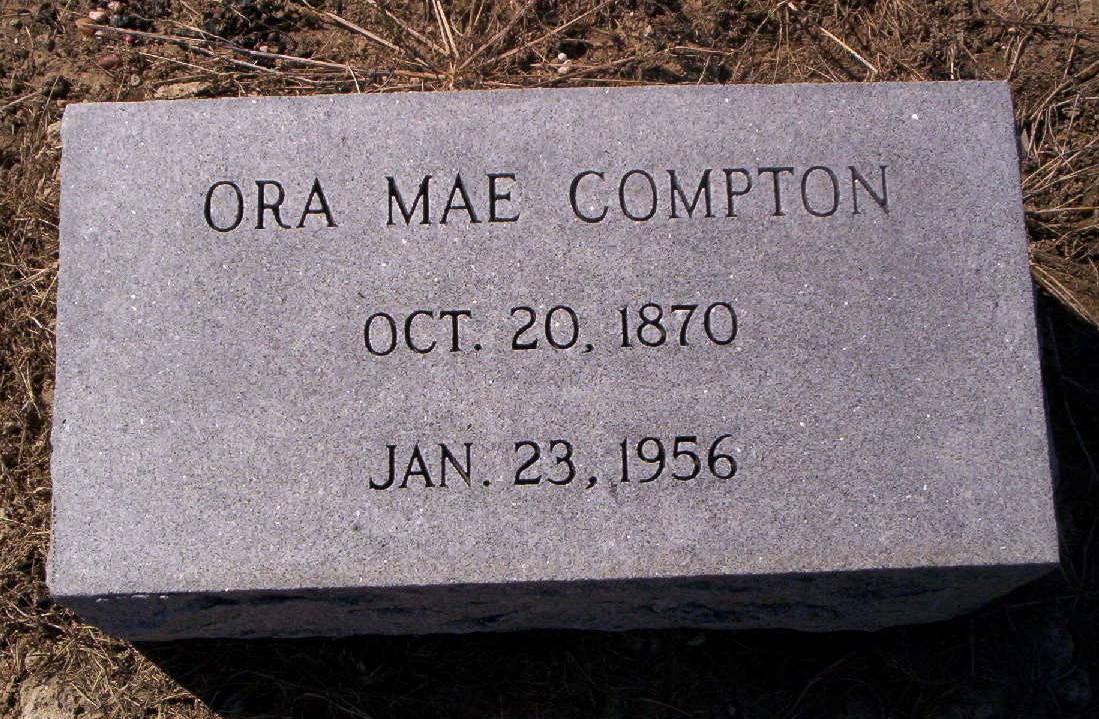 ORA MAE COMPTON
OCT. 20, 1870
JAN. 23, 1956